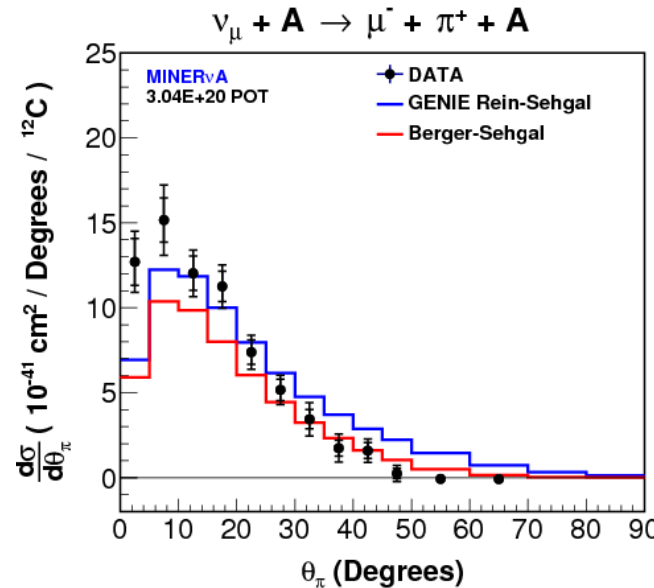 ν_μ + A → μ⁻ + π⁺ + A
25
20
15
10
5
0
dσ/dθ_π ( 10⁻⁴¹ cm² / Degrees / ¹²C )
MINERνA
3.04E+20 POT
DATA
GENIE Rein-Sehgal
Berger-Sehgal
0 10 20 30 40 50 60 70 80 90
θ_π (Degrees)